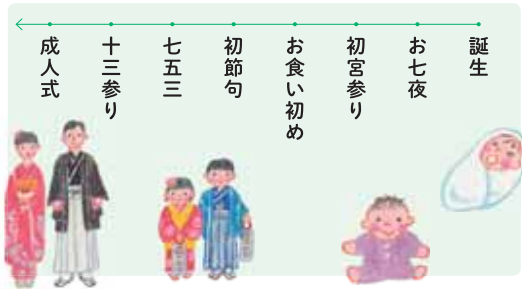 誕生
お七夜
初宮参り
お食い初め
初節句
七五三
十三参り
成人式